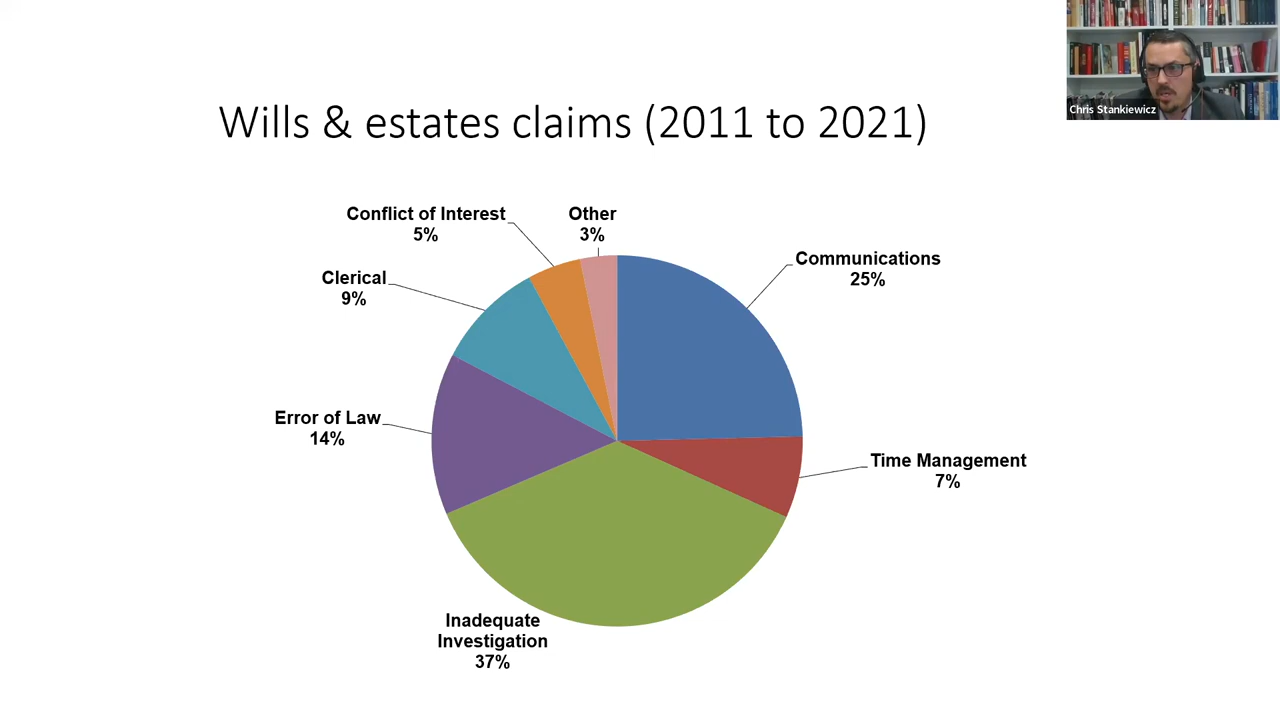 Chris Stankiewicz
Wills & estates claims (2011 to 2021)
Conflict of Interest
5%
Other
3%
Communications
25%
Clerical
9%
Error of Law
14%
Time Management
7%
Inadequate
Investigation
37%